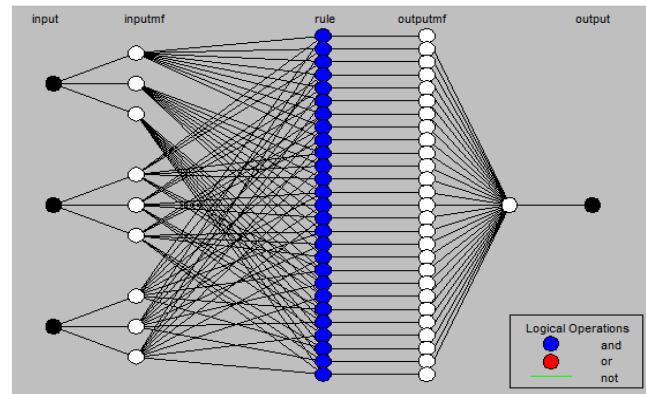 input inputmf rule outputmf output
Logical Operations
and
or
not